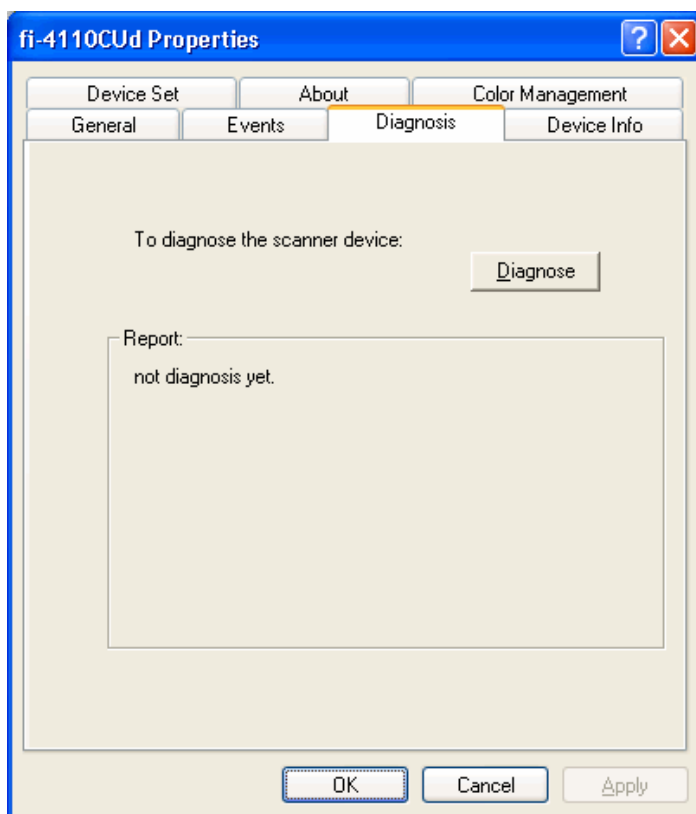 fi-4110CUd Properties
Device Set About Color Management
General Events Diagnosis Device Info
To diagnose the scanner device:
Diagnose
Report:
not diagnosis yet.
OK Cancel Apply